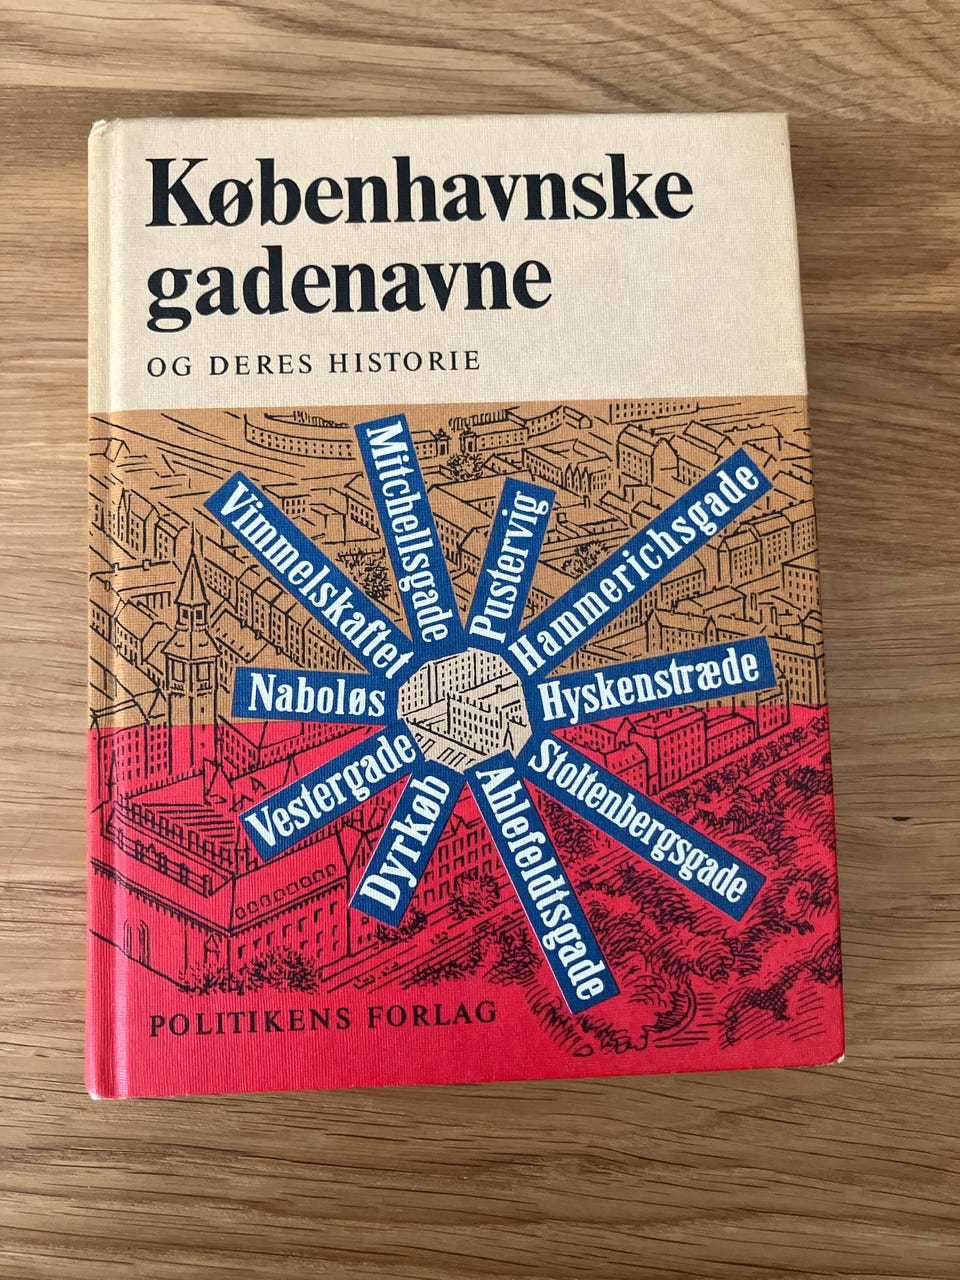 Københavnske
gadenavne
OG DERES HISTORIE
Mitchellsgade
Pustervig
Hammerichsgade
Vimmelskaftet
Naboløs
Hyskenstræde
Vestergade
Dyrkøb
Ahlefeldtsgade
Stoltenbergsgade
POLITIKENS FORLAG